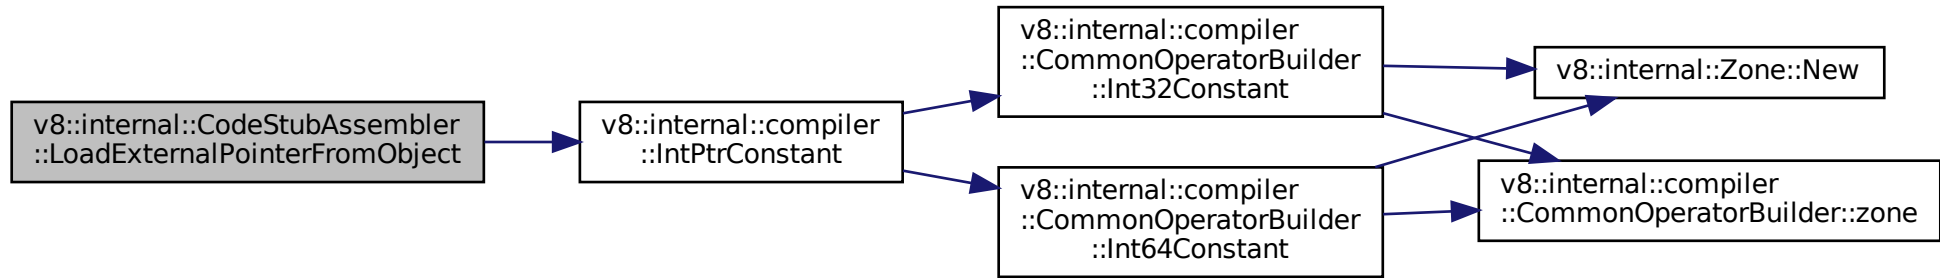 v8::internal::CodeStubAssembler
::LoadExternalPointerFromObject
v8::internal::compiler
::IntPtrConstant
v8::internal::compiler
::CommonOperatorBuilder
::Int32Constant
v8::internal::compiler
::CommonOperatorBuilder
::Int64Constant
v8::internal::Zone::New
v8::internal::compiler
::CommonOperatorBuilder::zone